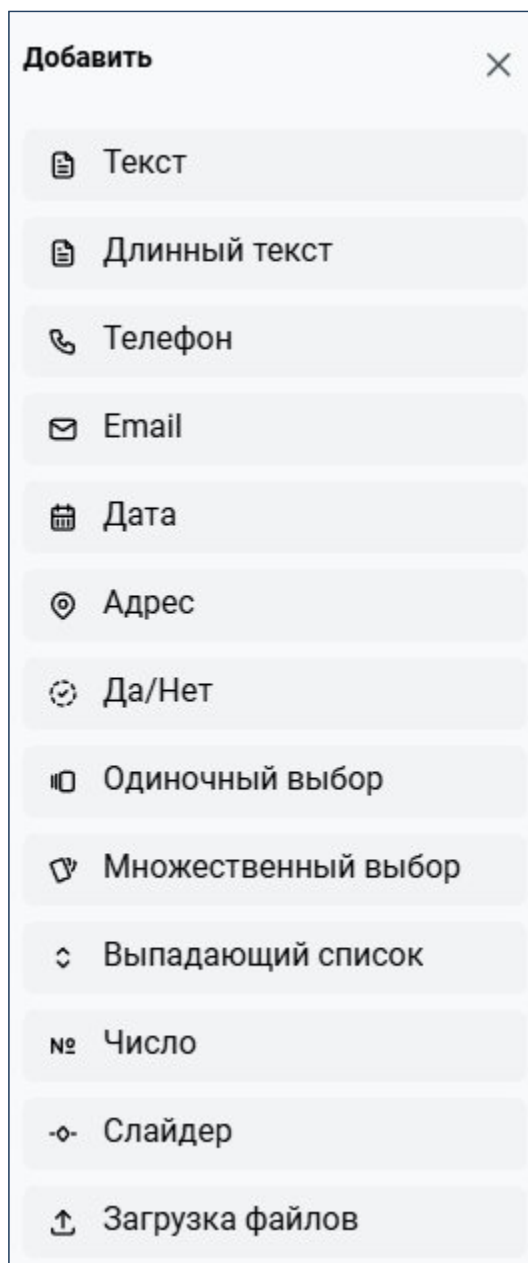 Добавить
Текст
Длинный текст
Телефон
Email
Дата
Адрес
Да/Нет
Одиночный выбор
Множественный выбор
Выпадающий список
№ Число
Слайдер
Загрузка файлов